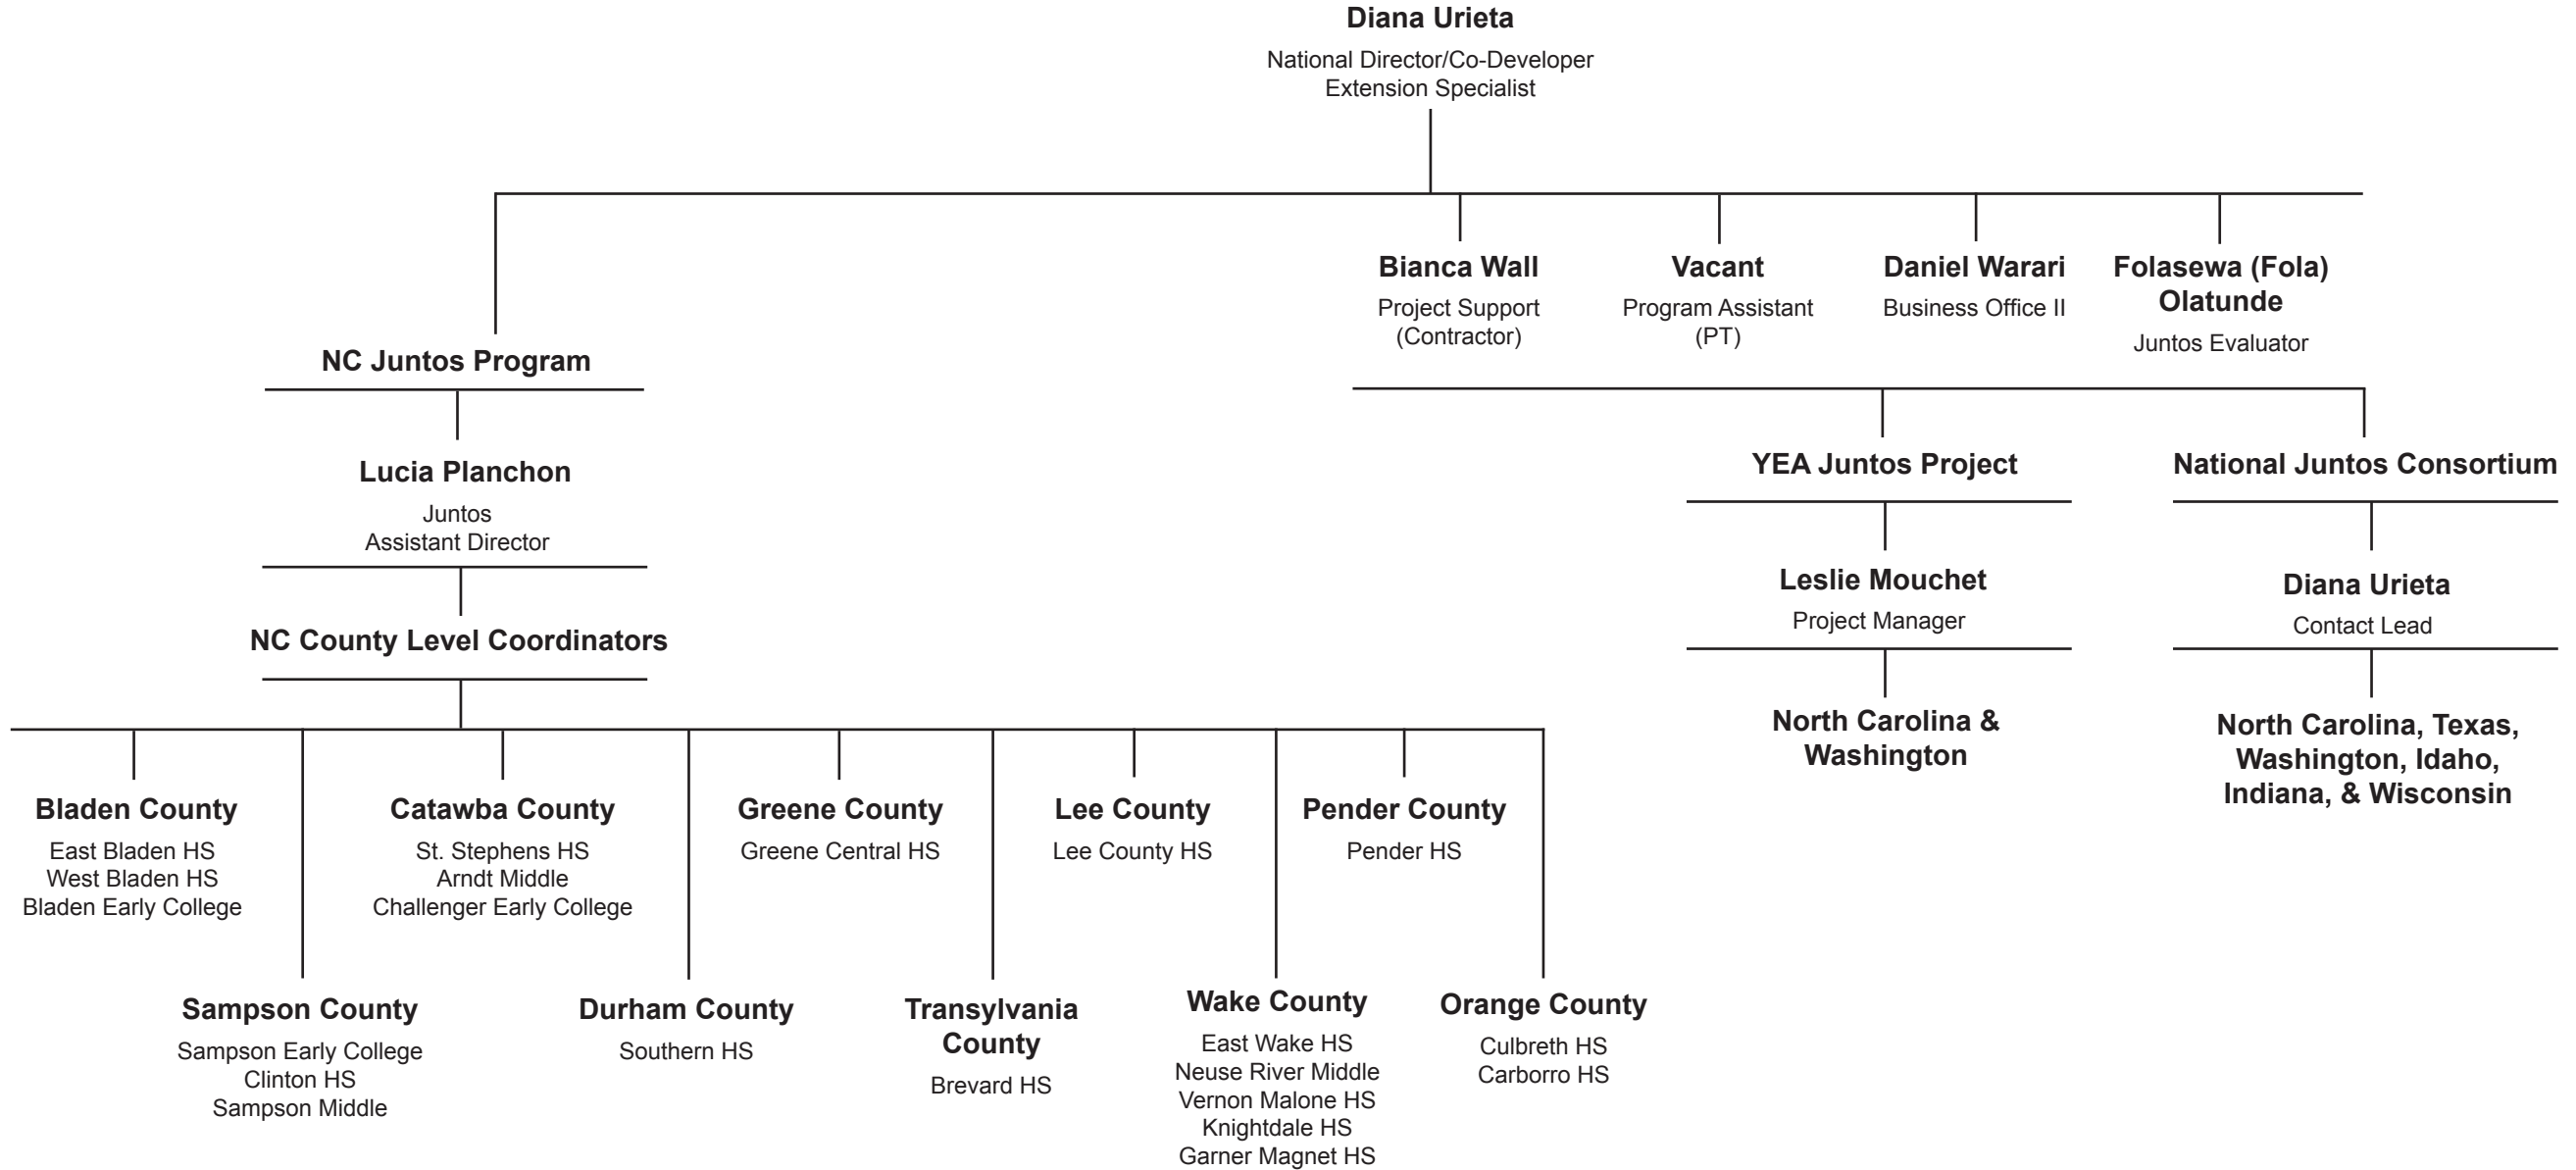 Diana Urieta
National Director/Co-Developer
Extension Specialist
Bianca Wall
Project Support
(Contractor)
Vacant
Program Assistant
(PT)
Daniel Warari
Business Office II
Folasewa (Fola)
Olatunde
Juntos Evaluator
NC Juntos Program
Lucia Planchon
Juntos
Assistant Director
NC County Level Coordinators
YEA Juntos Project
Leslie Mouchet
Project Manager
North Carolina &
Washington
National Juntos Consortium
Diana Urieta
Contact Lead
North Carolina, Texas,
Washington, Idaho,
Indiana, & Wisconsin
Bladen County
East Bladen HS
West Bladen HS
Bladen Early College
Catawba County
St. Stephens HS
Arndt Middle
Challenger Early College
Greene County
Greene Central HS
Lee County
Lee County HS
Pender County
Pender HS
Sampson County
Sampson Early College
Clinton HS
Sampson Middle
Durham County
Southern HS
Transylvania
County
Brevard HS
Wake County
East Wake HS
Neuse River Middle
Vernon Malone HS
Knightdale HS
Garner Magnet HS
Orange County
Culbreth HS
Carborro HS